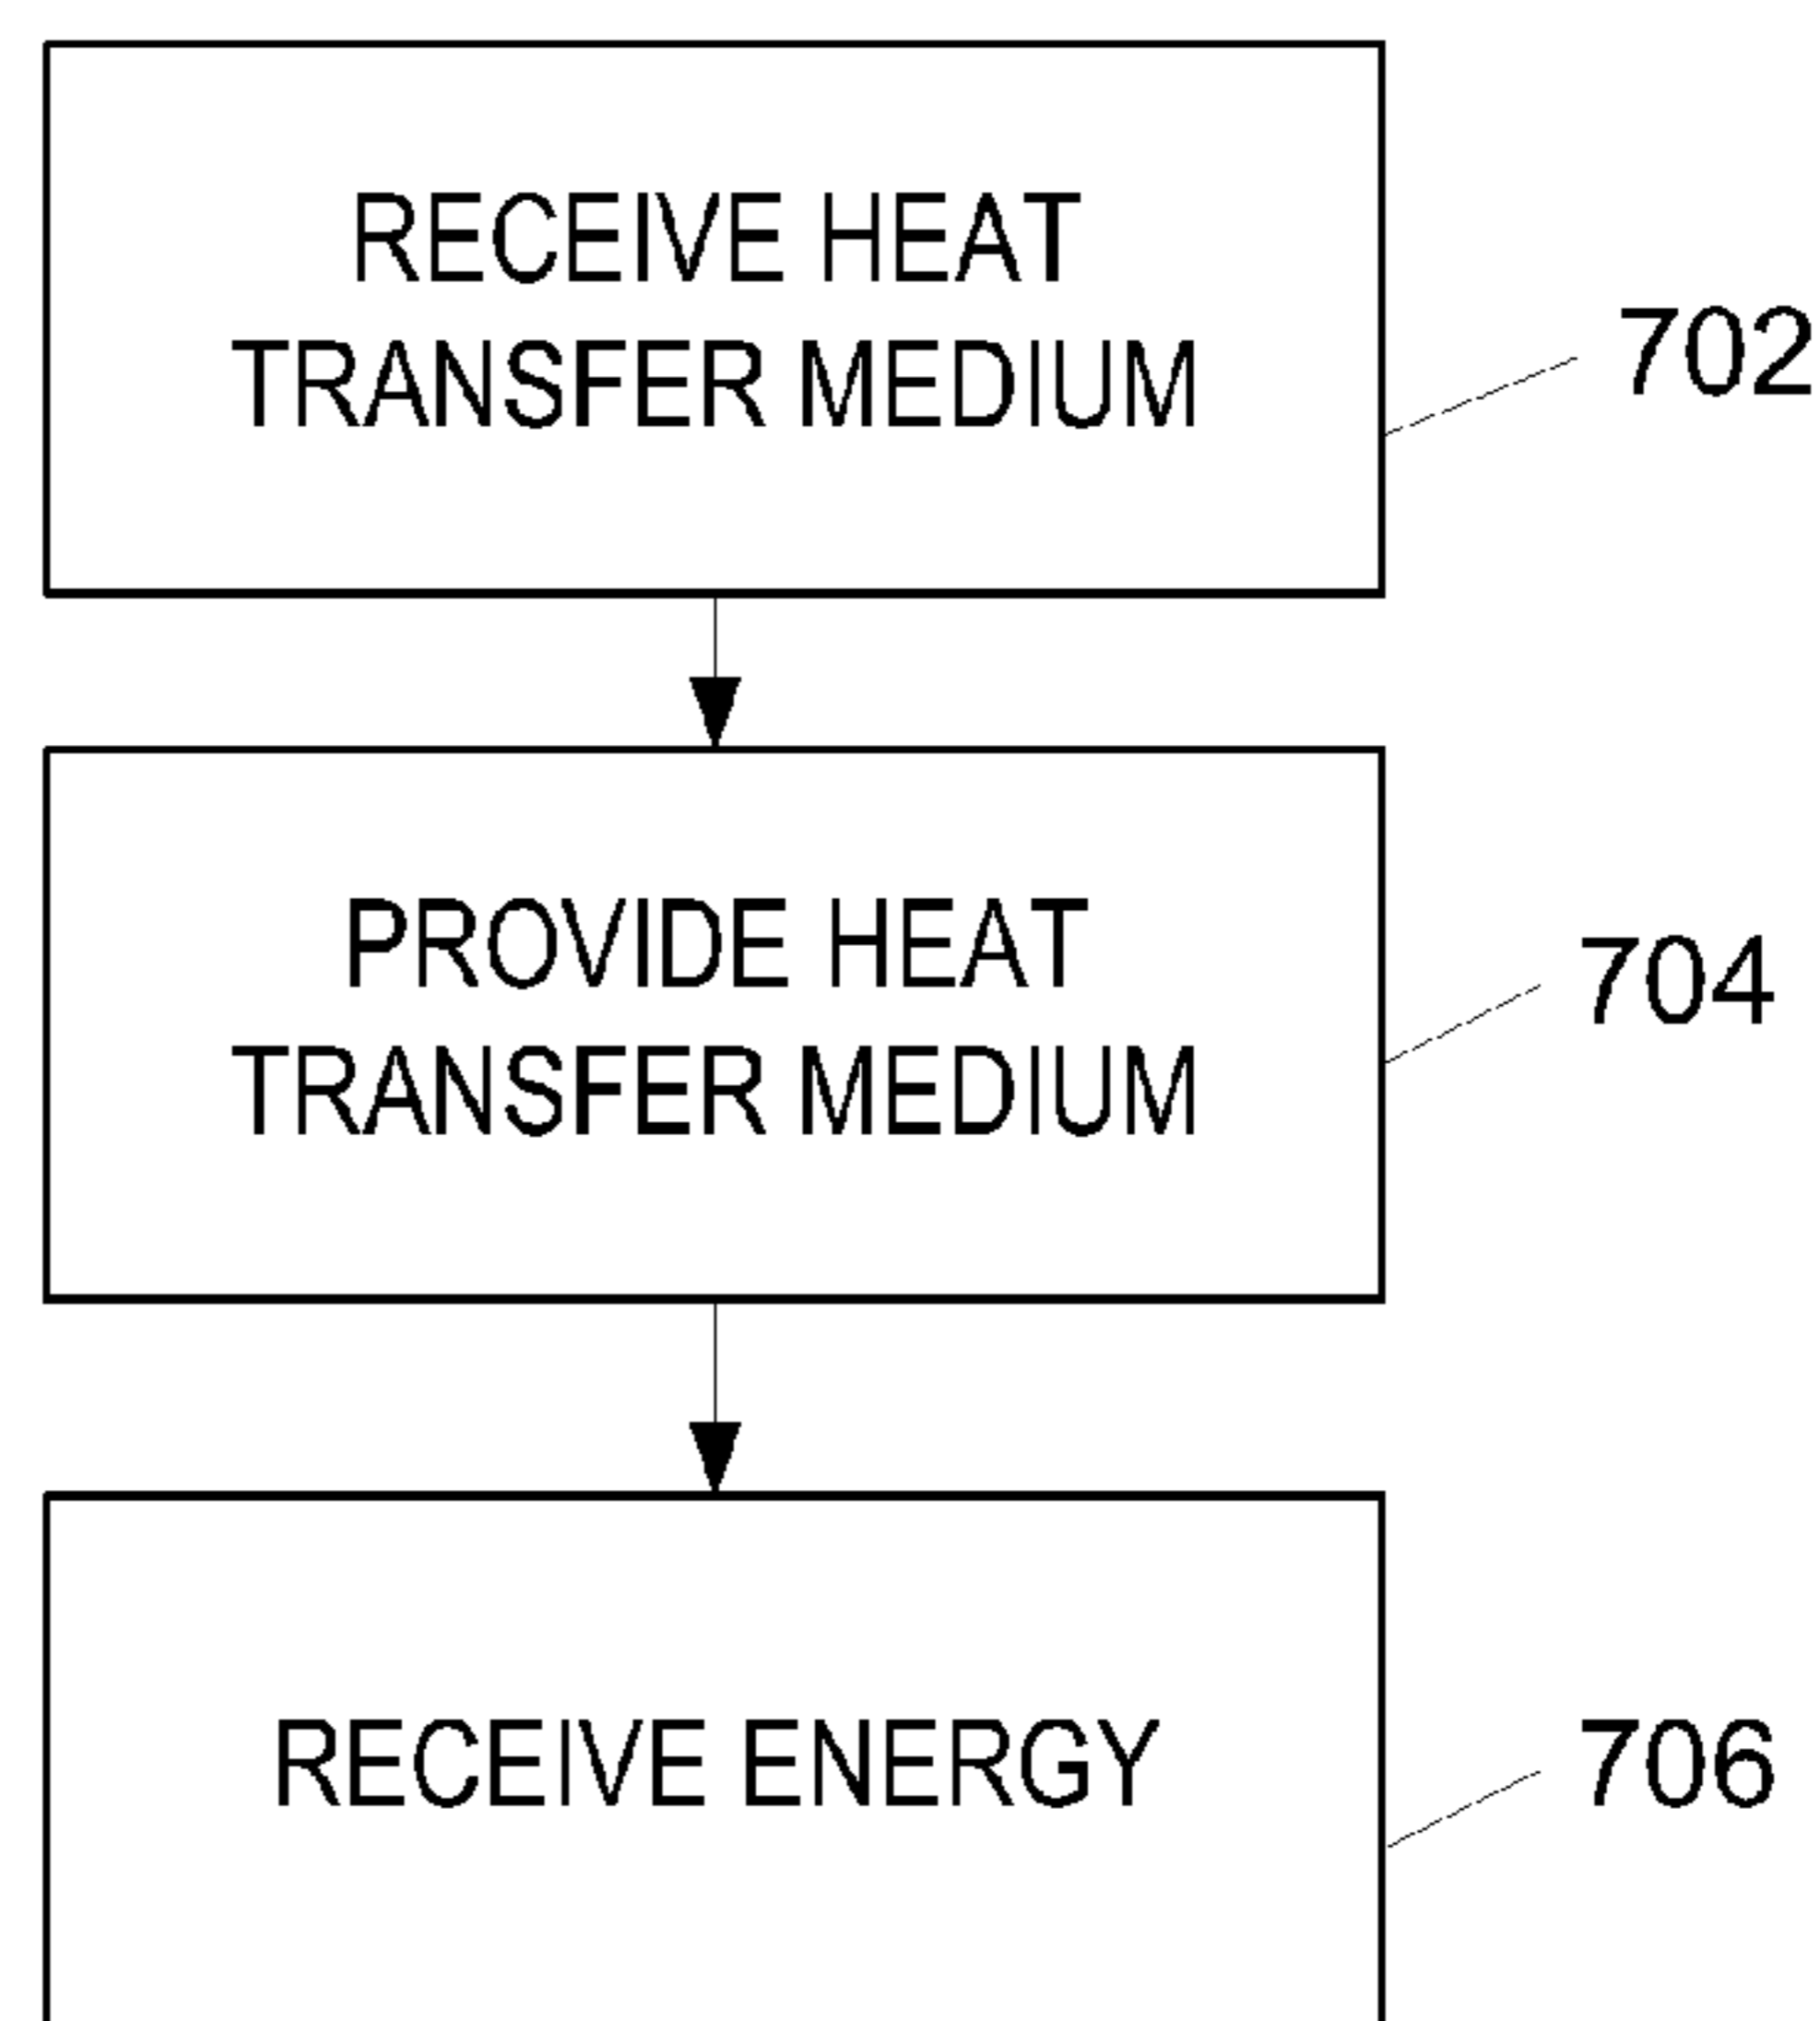 RECEIVE HEAT
TRANSFER MEDIUM
702
PROVIDE HEAT
TRANSFER MEDIUM
704
RECEIVE ENERGY
706